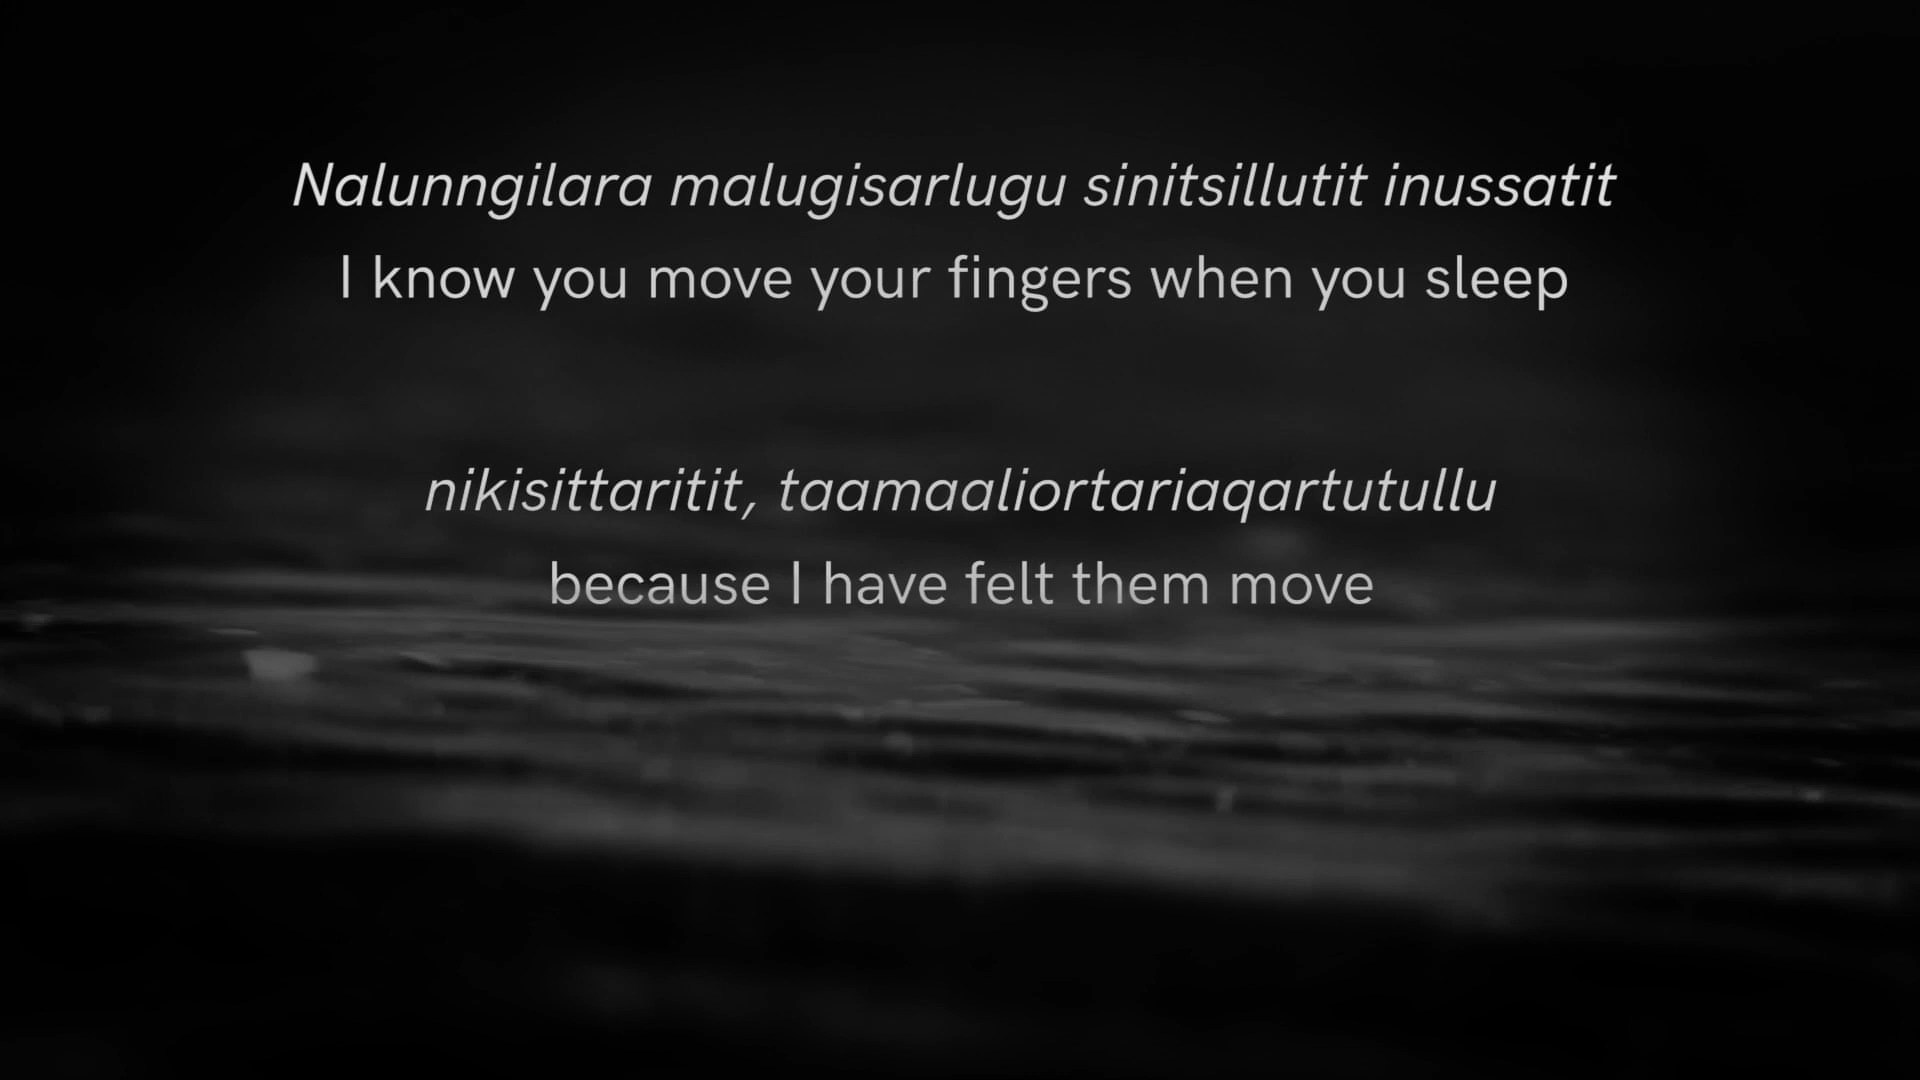 Nalunngilara malugisarlugu sinitsillutit inussatit
I know you move your fingers when you sleep
nikisittaritit, taamaaliortariaqartutullu
because I have felt them move